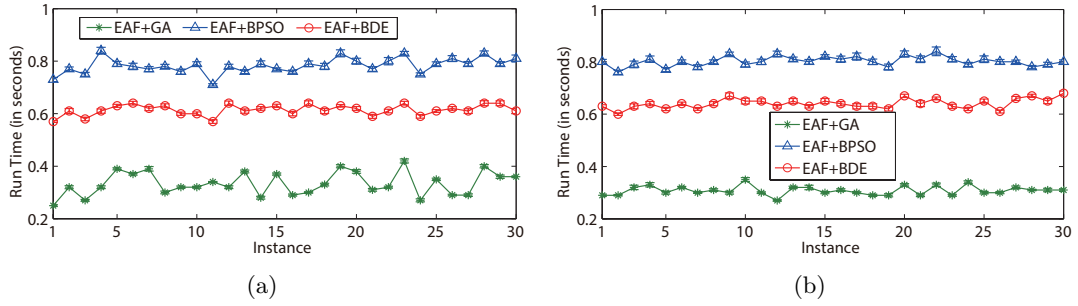 EAF+GA EAF+BPSO EAF+BDE
Run Time (in seconds)
1
0.8
0.6
0.4
0.2
1 5 10 15 20 25 30
Instance
(a)
Run Time (in seconds)
1
0.8
0.6
0.4
0.2
EAF+GA
EAF+BPSO
EAF+BDE
1 5 10 15 20 25 30
Instance
(b)